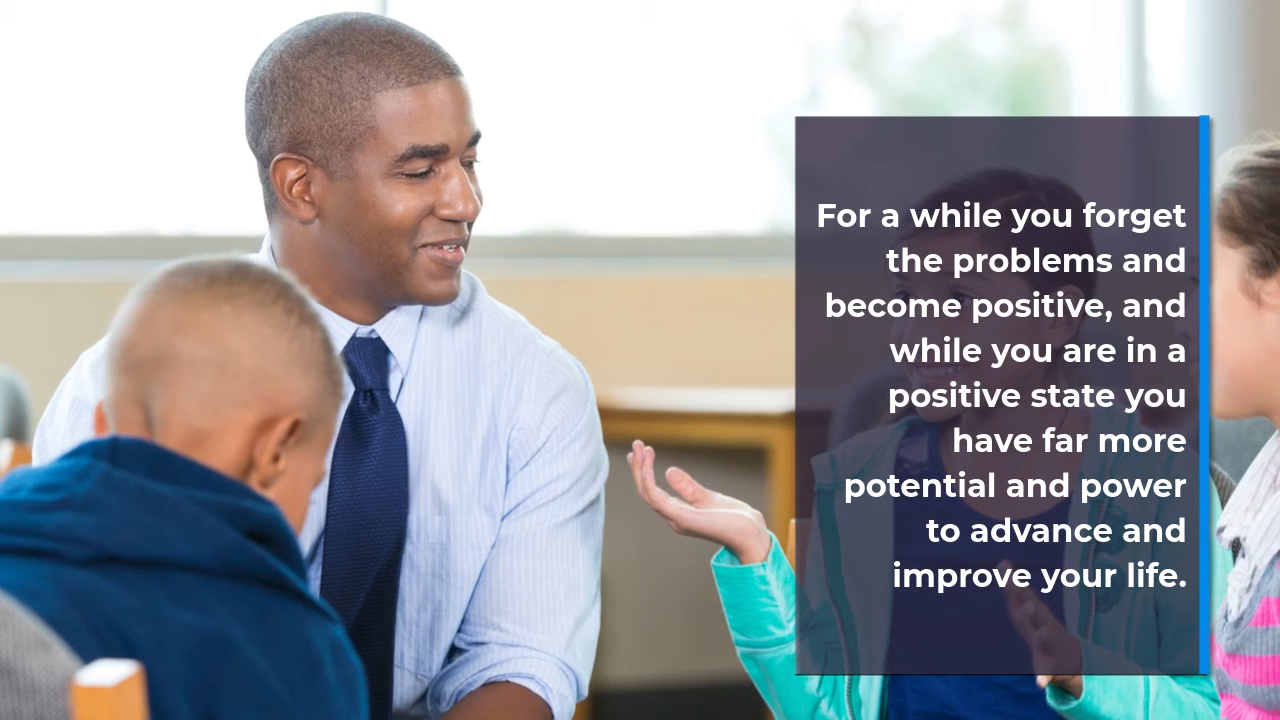 For a while you forget
the problems and
become positive, and
while you are in a
positive state you
have far more
potential and power
to advance and
improve your life.